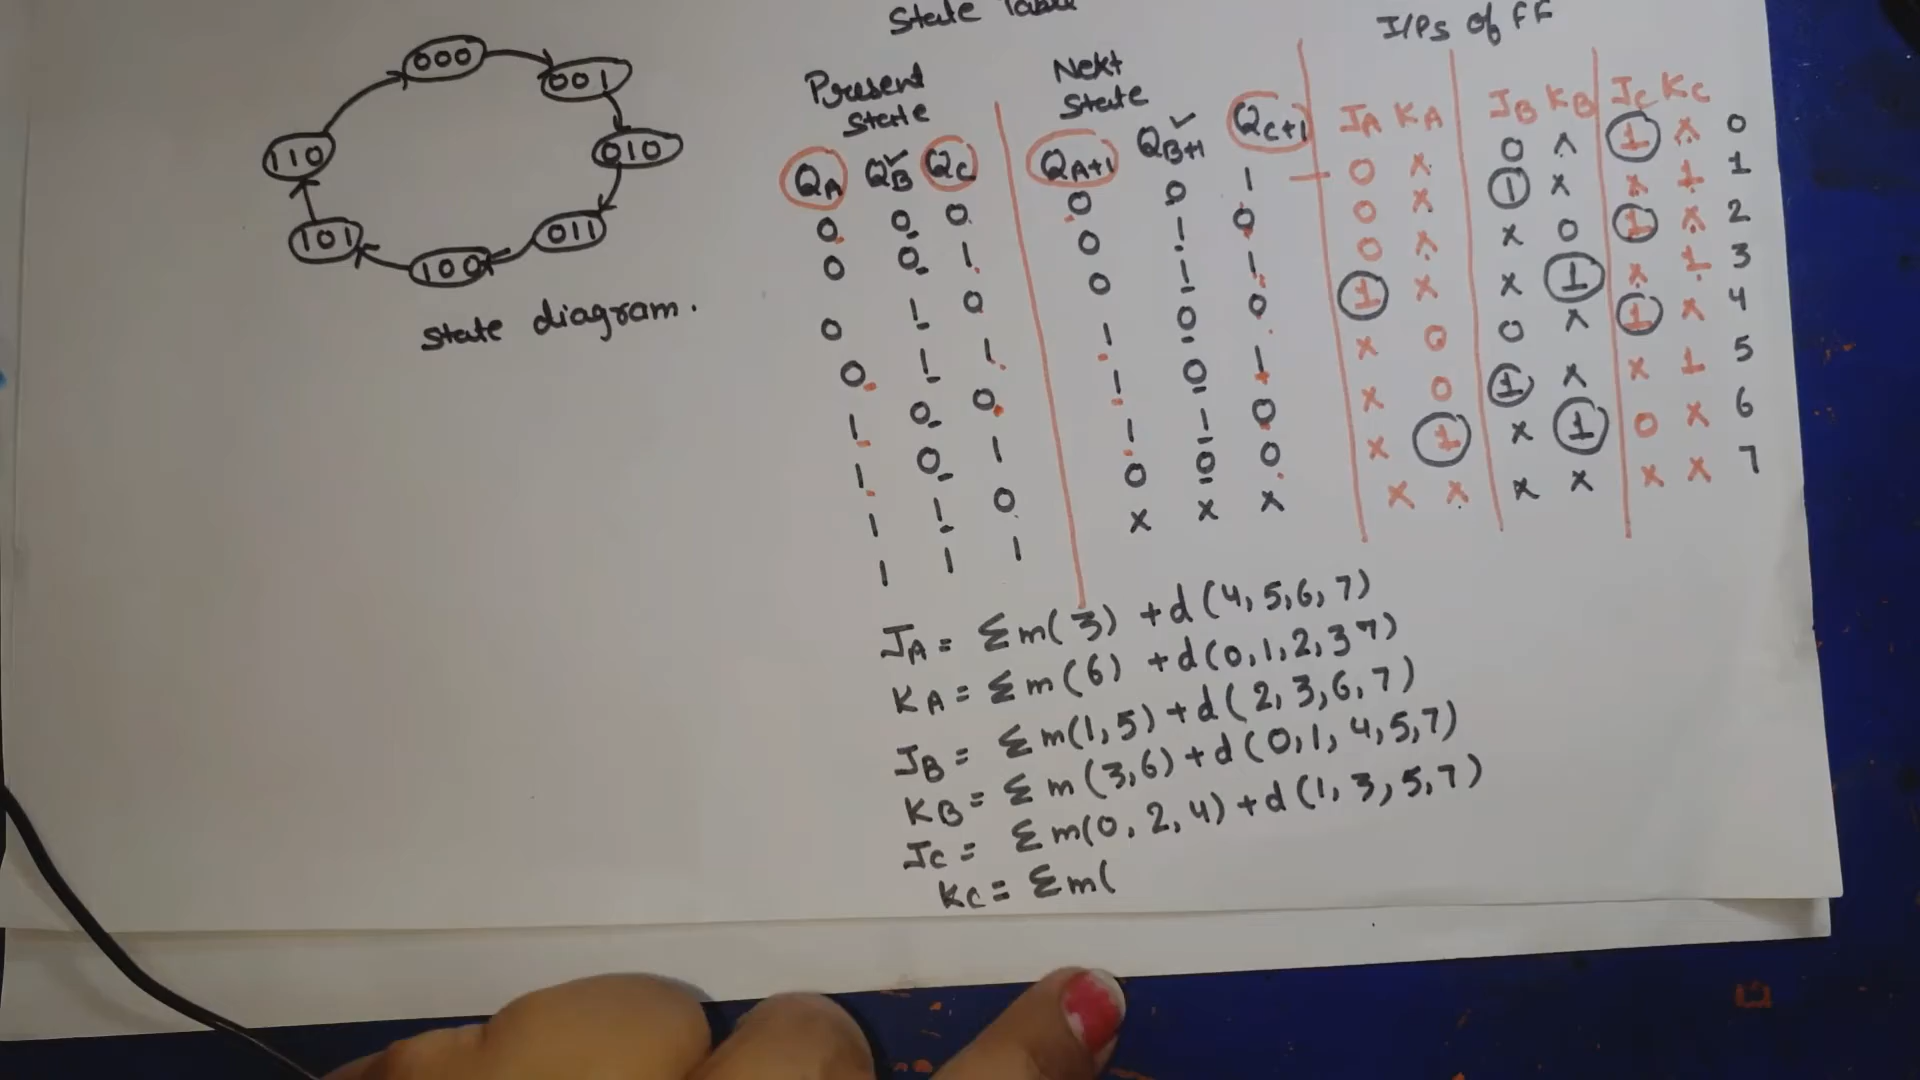 State Table
I/Ps of FF
000
001
010
011
100
101
110
State diagram.
Present State
Next State
QA QB QC QA+1 QB+1 QC+1 JA KA JB KB JC KC
0 0 0 0 0 1 0 x 0 x 1 x 0
0 0 1 0 1 0 0 x 1 x x 1 1
0 1 0 0 1 1 0 x x 0 1 x 2
0 1 1 1 0 0 1 x x 1 x 1 3
1 0 0 1 0 1 x 0 0 x 1 x 4
1 0 1 1 1 0 x 0 1 x x 1 5
1 1 0 0 0 0 x 1 x 1 0 x 6
1 1 1 x x x x x x x x x 7
JA = Σm(3) + d(4,5,6,7)
KA = Σm(6) + d(0,1,2,3 7)
JB = Σm(1,5) + d(2,3,6,7)
KB = Σm(3,6) + d(0,1,4,5,7)
JC = Σm(0,2,4) + d(1,3,5,7)
KC = Σm(